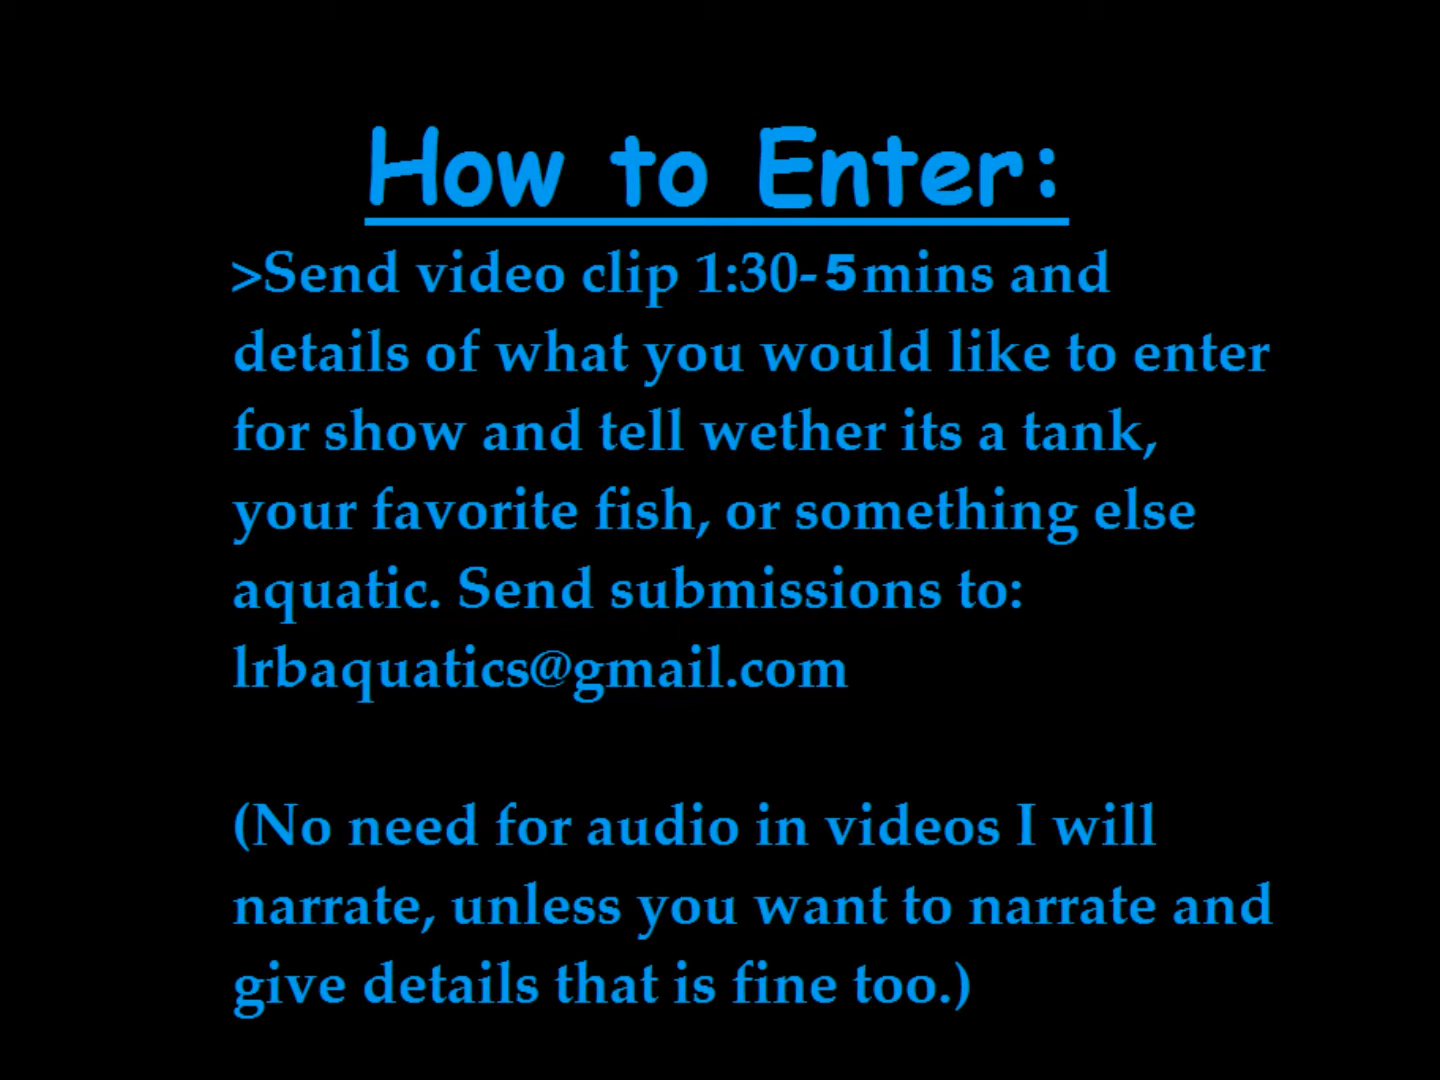 How to Enter:
>Send video clip 1:30-5mins and
details of what you would like to enter
for show and tell wether its a tank,
your favorite fish, or something else
aquatic. Send submissions to:
lrbaquatics@gmail.com
(No need for audio in videos I will
narrate, unless you want to narrate and
give details that is fine too.)